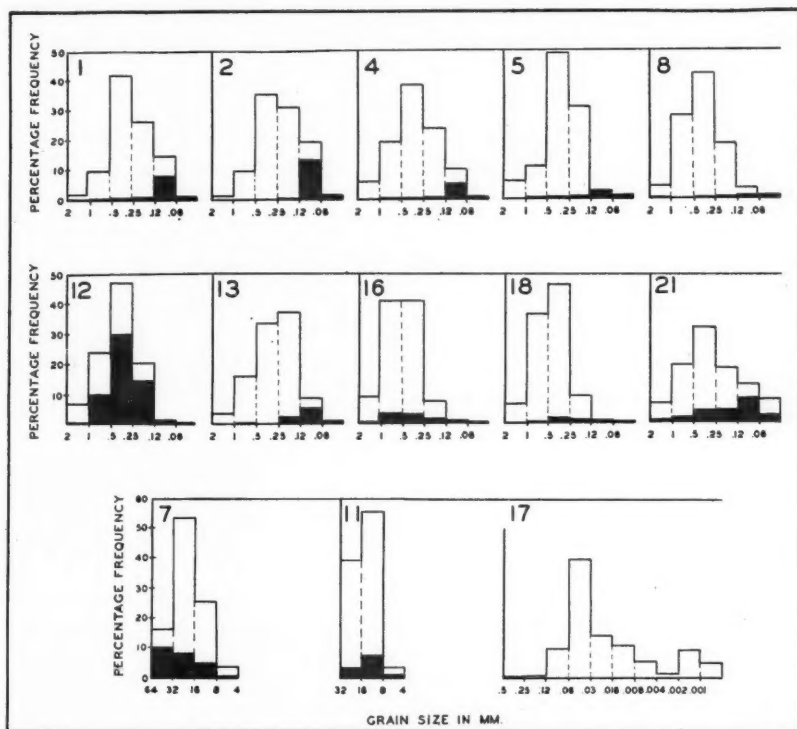 PERCENTAGE FREQUENCY
50
40
30
20
10
0
1
2 1 .5 .25 .12 .06
2
2 1 .5 .25 .12 .06
4
2 1 .5 .25 .12 .06
5
2 1 .5 .25 .12 .06
8
2 1 .5 .25 .12 .06
PERCENTAGE FREQUENCY
50
40
30
20
10
12
2 1 .5 .25 .12 .06
13
2 1 .5 .25 .12 .06
16
2 1 .5 .25 .12 .06
18
2 1 .5 .25 .12 .06
21
2 1 .5 .25 .12 .06
PERCENTAGE FREQUENCY
60
50
40
30
20
10
0
7
64 32 16 8 4
11
32 16 8 4
17
.5 .25 .12 .06 .03 .016 .008 .004 .002 .001
GRAIN SIZE IN MM.